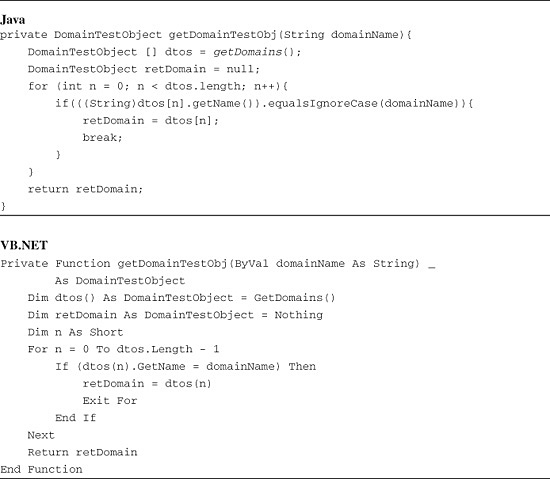 Java
private DomainTestObject getDomainTestObj(String domainName){
    DomainTestObject [] dtos = getDomains();
    DomainTestObject retDomain = null;
    for (int n = 0; n < dtos.length; n++){
        if(((String)dtos[n].getName()).equalsIgnoreCase(domainName)){
            retDomain = dtos[n];
            break;
        }
    }
    return retDomain;
}
VB.NET
Private Function getDomainTestObj(ByVal domainName As String) _
        As DomainTestObject
    Dim dtos() As DomainTestObject = GetDomains()
    Dim retDomain As DomainTestObject = Nothing
    Dim n As Short
    For n = 0 To dtos.Length - 1
        If (dtos(n).GetName = domainName) Then
            retDomain = dtos(n)
            Exit For
        End If
    Next
    Return retDomain
End Function